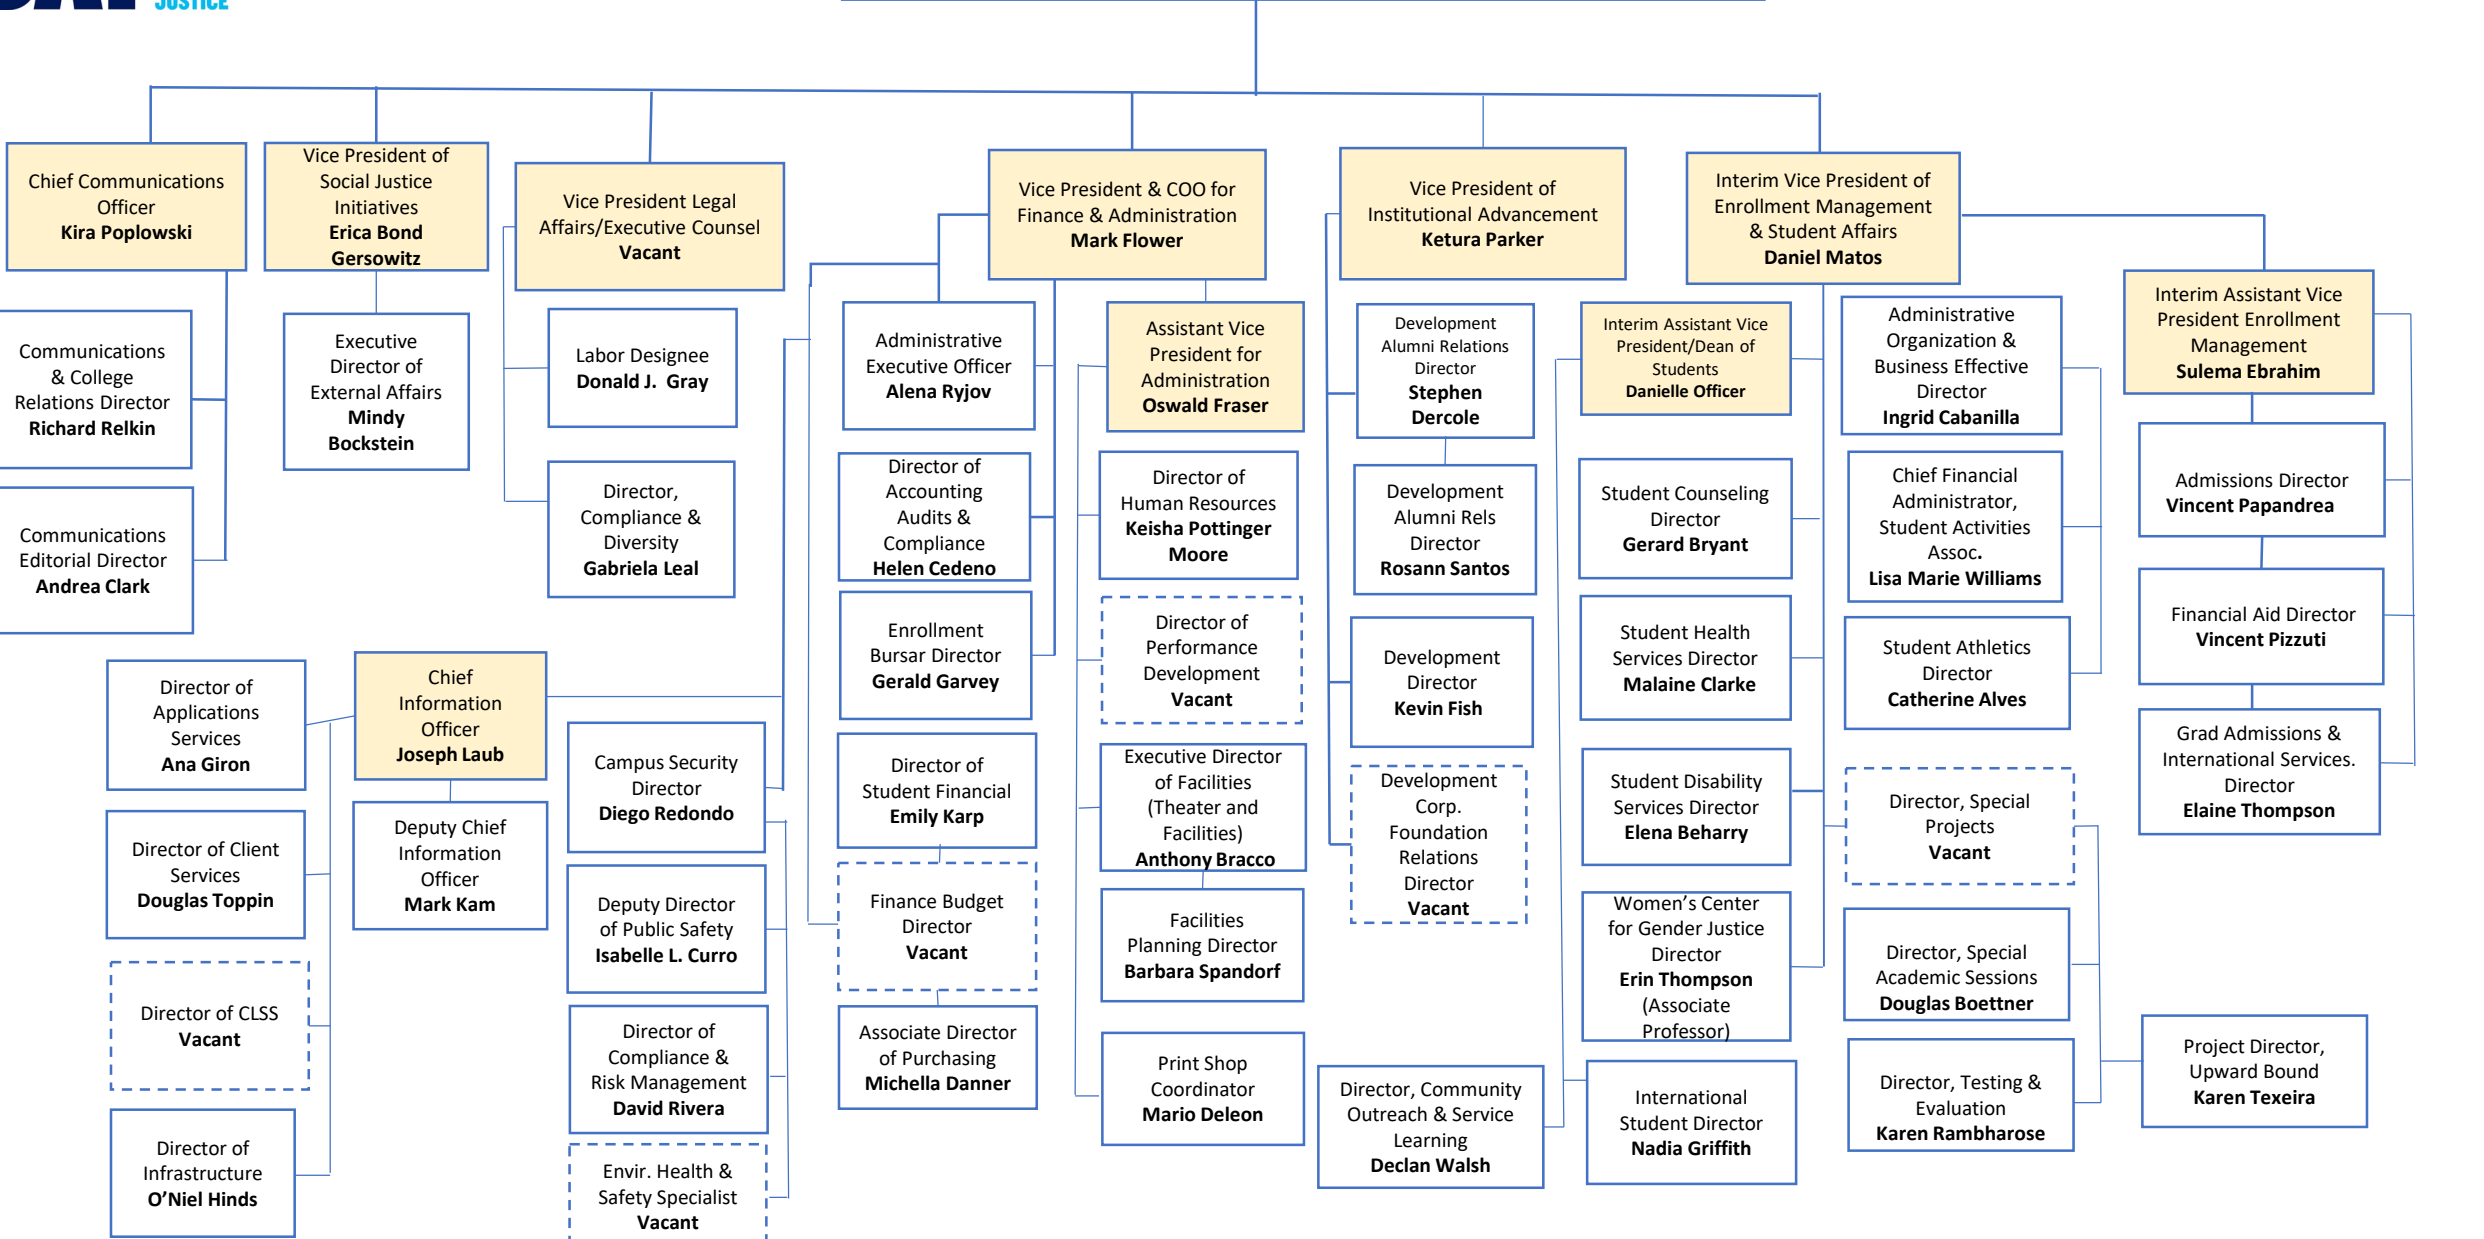 JUSTICE
Chief Communications
Officer
Kira Poplowski
Vice President of
Social Justice
Initiatives
Erica Bond
Gersowitz
Vice President Legal
Affairs/Executive Counsel
Vacant
Vice President & COO for
Finance & Administration
Mark Flower
Vice President of
Institutional Advancement
Ketura Parker
Interim Vice President of
Enrollment Management
& Student Affairs
Daniel Matos
Interim Assistant Vice
President Enrollment
Management
Sulema Ebrahim
Communications
& College
Relations Director
Richard Relkin
Communications
Editorial Director
Andrea Clark
Executive
Director of
External Affairs
Mindy
Bockstein
Labor Designee
Donald J.  Gray
Director,
Compliance &
Diversity
Gabriela Leal
Administrative
Executive Officer
Alena Ryjov
Director of
Accounting
Audits &
Compliance
Helen Cedeno
Enrollment
Bursar Director
Gerald Garvey
Director of
Student Financial
Emily Karp
Finance Budget
Director
Vacant
Associate Director
of Purchasing
Michella Danner
Assistant Vice
President for
Administration
Oswald Fraser
Director of
Human Resources
Keisha Pottinger
Moore
Director of
Performance
Development
Vacant
Executive Director
of Facilities
(Theater and
Facilities)
Anthony Bracco
Facilities
Planning Director
Barbara Spandorf
Print Shop
Coordinator
Mario Deleon
Development
Alumni Relations
Director
Stephen
Dercole
Development
Alumni Rels
Director
Rosann Santos
Development
Director
Kevin Fish
Development
Corp.
Foundation
Relations
Director
Vacant
Interim Assistant Vice
President/Dean of
Students
Danielle Officer
Student Counseling
Director
Gerard Bryant
Student Health
Services Director
Malaine Clarke
Student Disability
Services Director
Elena Beharry
Women’s Center
for Gender Justice
Director
Erin Thompson
(Associate
Professor)
International
Student Director
Nadia Griffith
Director, Community
Outreach & Service
Learning
Declan Walsh
Administrative
Organization &
Business Effective
Director
Ingrid Cabanilla
Chief Financial
Administrator,
Student Activities
Assoc.
Lisa Marie Williams
Student Athletics
Director
Catherine Alves
Director, Special
Projects
Vacant
Director, Special
Academic Sessions
Douglas Boettner
Director, Testing &
Evaluation
Karen Rambharose
Project Director,
Upward Bound
Karen Texeira
Admissions Director
Vincent Papandrea
Financial Aid Director
Vincent Pizzuti
Grad Admissions &
International Services.
Director
Elaine Thompson
Chief
Information
Officer
Joseph Laub
Deputy Chief
Information
Officer
Mark Kam
Director of
Applications
Services
Ana Giron
Director of Client
Services
Douglas Toppin
Director of CLSS
Vacant
Director of
Infrastructure
O’Niel Hinds
Campus Security
Director
Diego Redondo
Deputy Director
of Public Safety
Isabelle L. Curro
Director of
Compliance &
Risk Management
David Rivera
Envir. Health &
Safety Specialist
Vacant